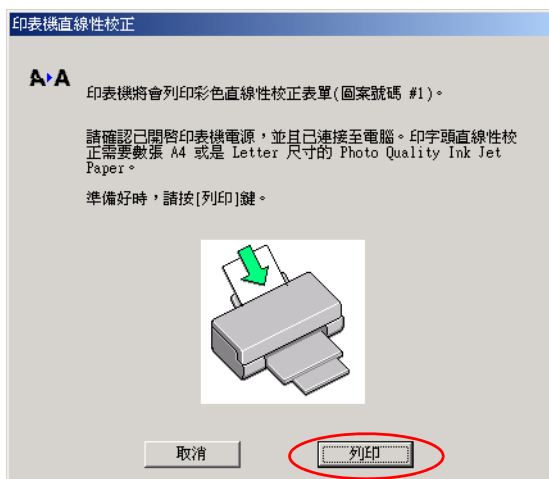 印表機直線性校正
A▸A
印表機將會列印彩色直線性校正表單(圖案號碼 #1)。
請確認已開啓印表機電源，並且已連接至電腦。印字頭直線性校
正需要數張 A4 或是 Letter 尺寸的 Photo Quality Ink Jet
Paper。
準備好時，請按[列印]鍵。
取消
列印